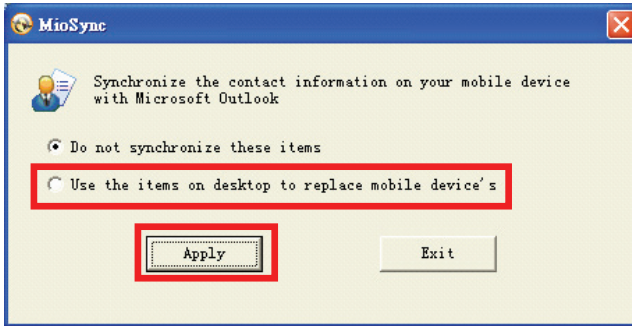 MioSync
Synchronize the contact information on your mobile device
with Microsoft Outlook
Do not synchronize these items
Use the items on desktop to replace mobile device's
Apply
Exit